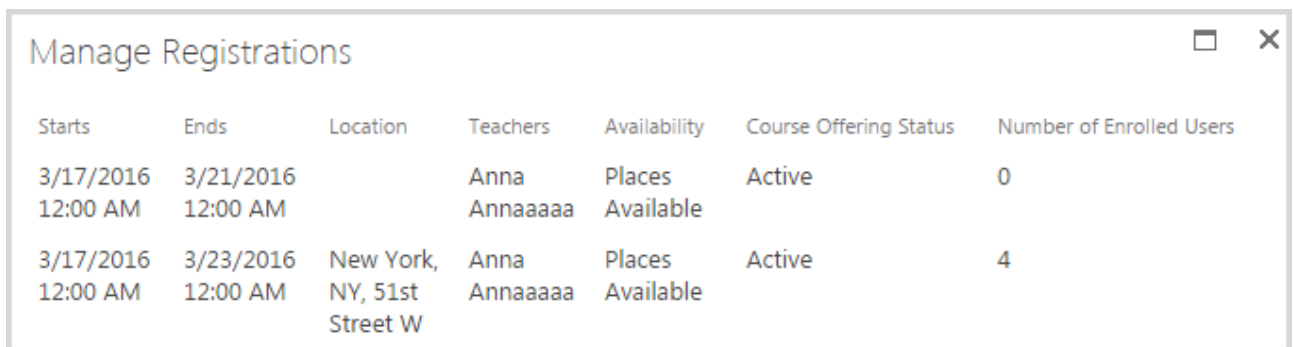 Manage Registrations
Starts Ends Location Teachers Availability Course Offering Status Number of Enrolled Users
3/17/2016 3/21/2016 Anna Places Active 0
12:00 AM 12:00 AM Annaaaaa Available
3/17/2016 3/23/2016 New York, Anna Places Active 4
12:00 AM 12:00 AM NY, 51st Annaaaaa Available
Street W